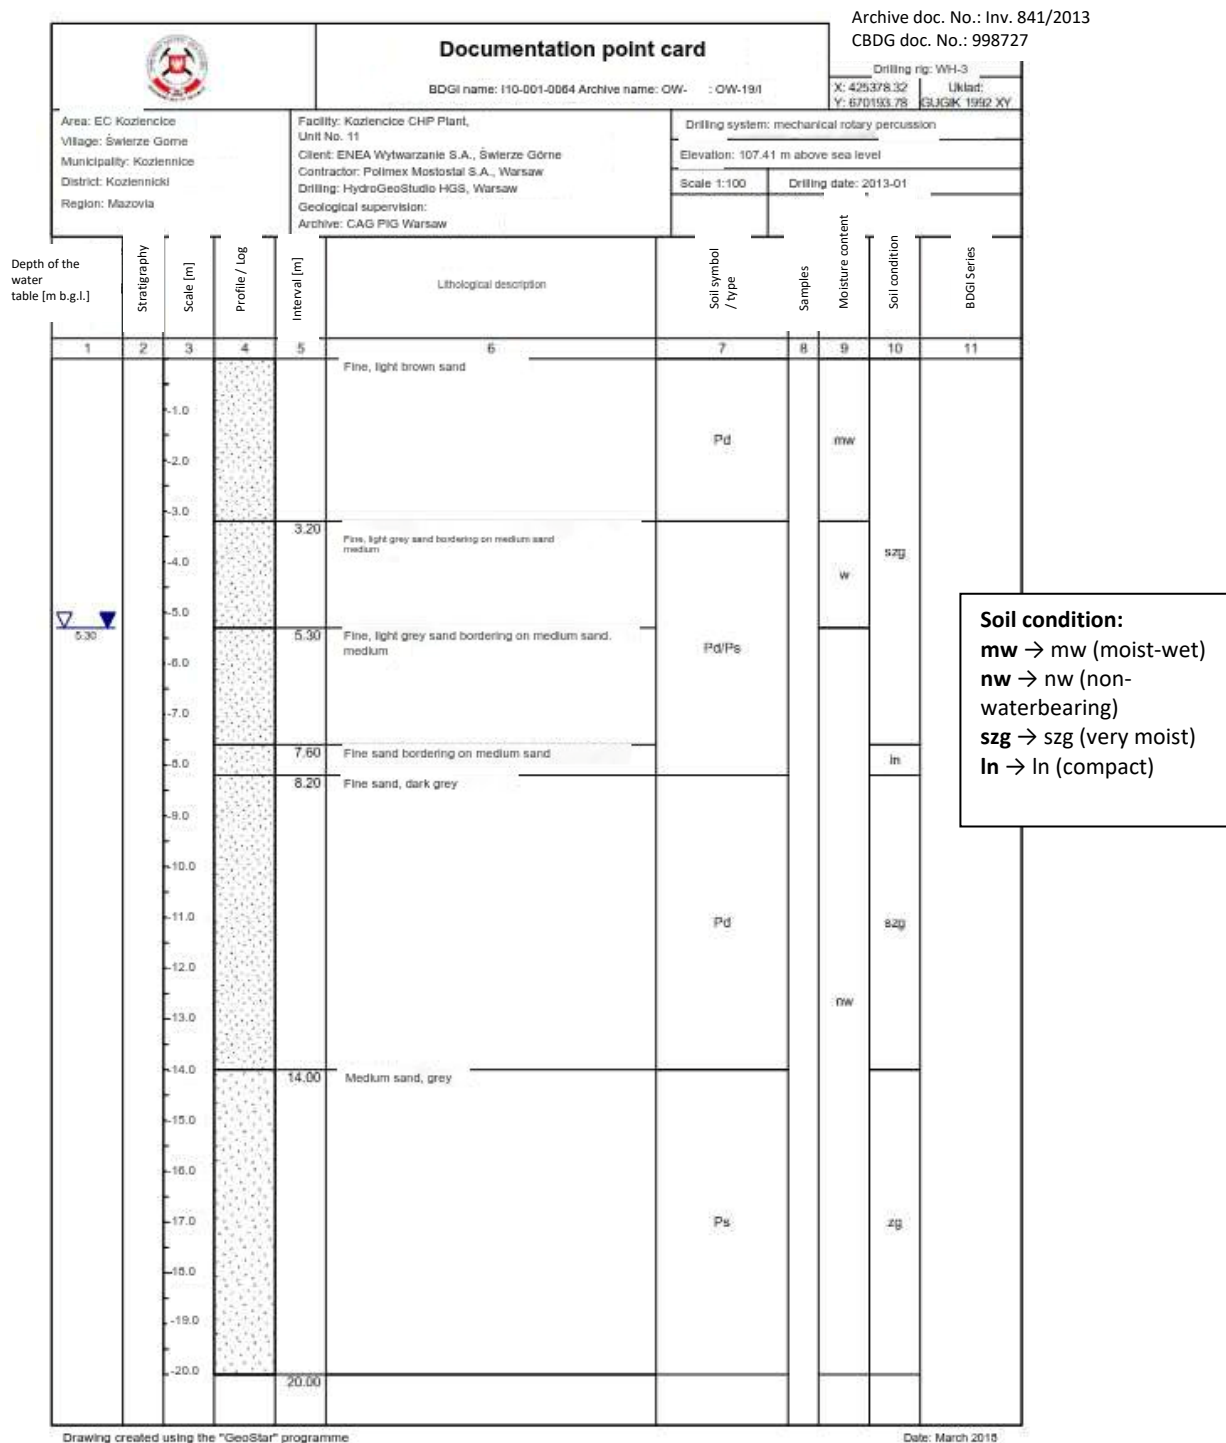 Archive doc. No.: Inv. 841/2013
CBDG doc. No.: 998727
Documentation point card
BDGI name: I10-001-0064 Archive name: OW- : OW-19/I
Drilling rig: WH-3
X: 425378.32
Y: 670193.78
Układ:
GUGIK 1992 XY
Area: EC Kozlencice
Village: Świerze Gorne
Municipality: Koziennice
District: Koziennicki
Region: Mazovia
Facility: Kozlencice CHP Plant,
Unit No. 11
Client: ENEA Wytwarzanie S.A., Świerze Górne
Contractor: Polimex Mostostal S.A., Warsaw
Drilling: HydroGeoStudio HGS, Warsaw
Geological supervision:
Archive: CAG PIG Warsaw
Drilling system: mechanical rotary percussion
Elevation: 107.41 m above sea level
Scale 1:100
Drilling date: 2013-01
Depth of the
water
table [m b.g.l.]
Stratigraphy
Scale [m]
Profile / Log
Interval [m]
Lithological description
Soil symbol
/ type
Samples
Moisture content
Soil condition
BDGI Series
1 2 3 4 5 6 7 8 9 10 11
Fine, light brown sand
-1.0
Pd mw
-2.0
-3.0
3.20
Fine, light grey sand bordering on medium sand
medium
szg
-4.0
w
-5.0
5.30
5.30
Fine, light grey sand bordering on medium sand.
medium
Pd/Ps
-6.0
-7.0
7.60 Fine sand bordering on medium sand
ln
-8.0
8.20 Fine sand, dark grey
-9.0
-10.0
-11.0
Pd szg
-12.0
nw
-13.0
-14.0
14.00 Medium sand, grey
-15.0
-16.0
-17.0
Ps zg
-18.0
-19.0
-20.0
20.00
Soil condition:
mw → mw (moist-wet)
nw → nw (non-
waterbearing)
szg → szg (very moist)
ln → ln (compact)
Drawing created using the "GeoStar" programme
Date: March 2018